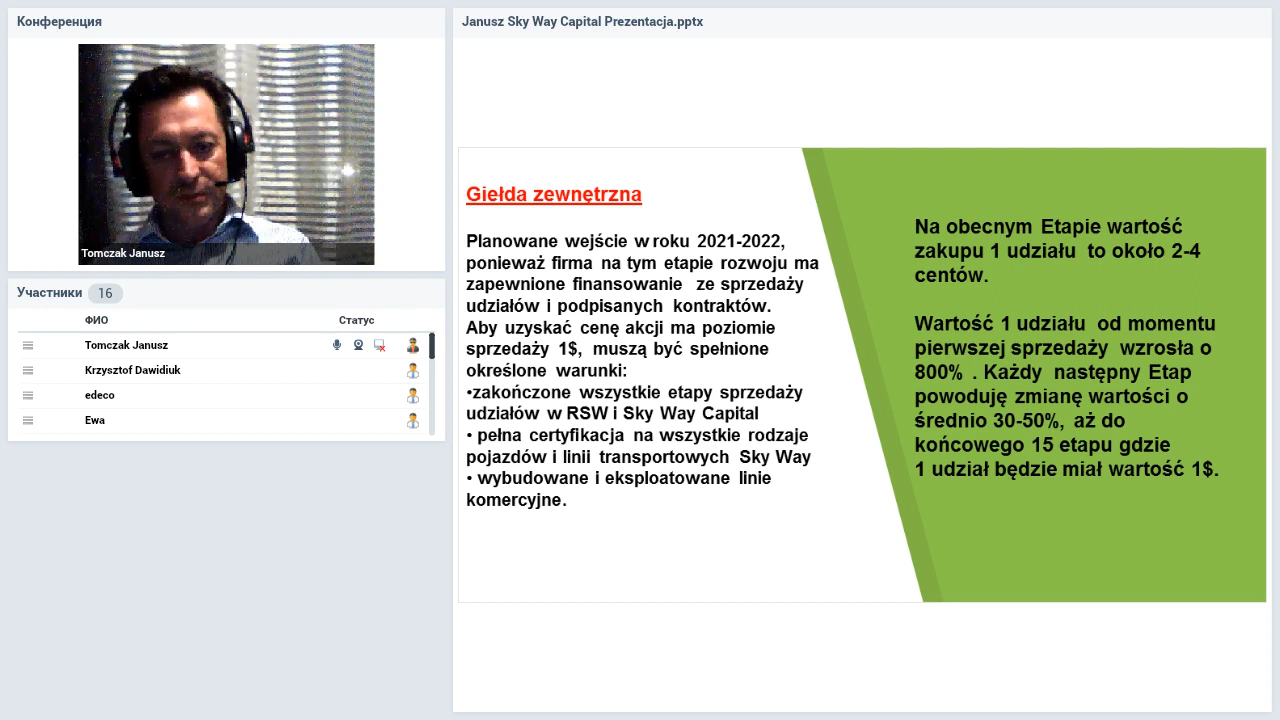 Конференция
Tomczak Janusz
Участники 16
ФИО Статус
Tomczak Janusz
Krzysztof Dawidiuk
edeco
Ewa
Janusz Sky Way Capital Prezentacja.pptx
Giełda zewnętrzna
Planowane wejście w roku 2021-2022,
ponieważ firma na tym etapie rozwoju ma
zapewnione finansowanie ze sprzedaży
udziałów i podpisanych kontraktów.
Aby uzyskać cenę akcji ma poziomie
sprzedaży 1$, muszą być spełnione
określone warunki:
•zakończone wszystkie etapy sprzedaży
udziałów w RSW i Sky Way Capital
• pełna certyfikacja na wszystkie rodzaje
pojazdów i linii transportowych Sky Way
• wybudowane i eksploatowane linie
komercyjne.
Na obecnym Etapie wartość
zakupu 1 udziału to około 2-4
centów.
Wartość 1 udziału od momentu
pierwszej sprzedaży wzrosła o
800% . Każdy następny Etap
powoduję zmianę wartości o
średnio 30-50%, aż do
końcowego 15 etapu gdzie
1 udział będzie miał wartość 1$.